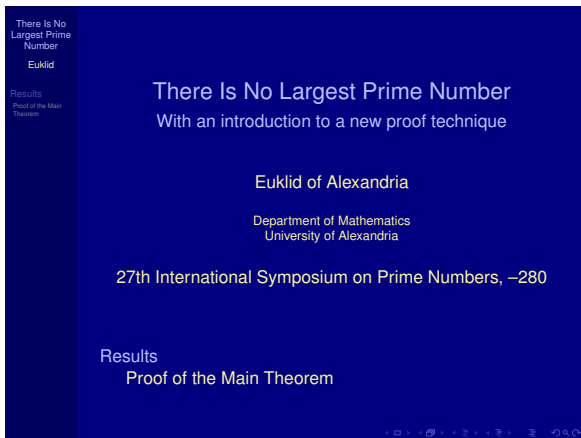 There Is No
Largest Prime
Number
Euklid
Results
Proof of the Main
Theorem
There Is No Largest Prime Number
With an introduction to a new proof technique
Euklid of Alexandria
Department of Mathematics
University of Alexandria
27th International Symposium on Prime Numbers, –280
Results
Proof of the Main Theorem